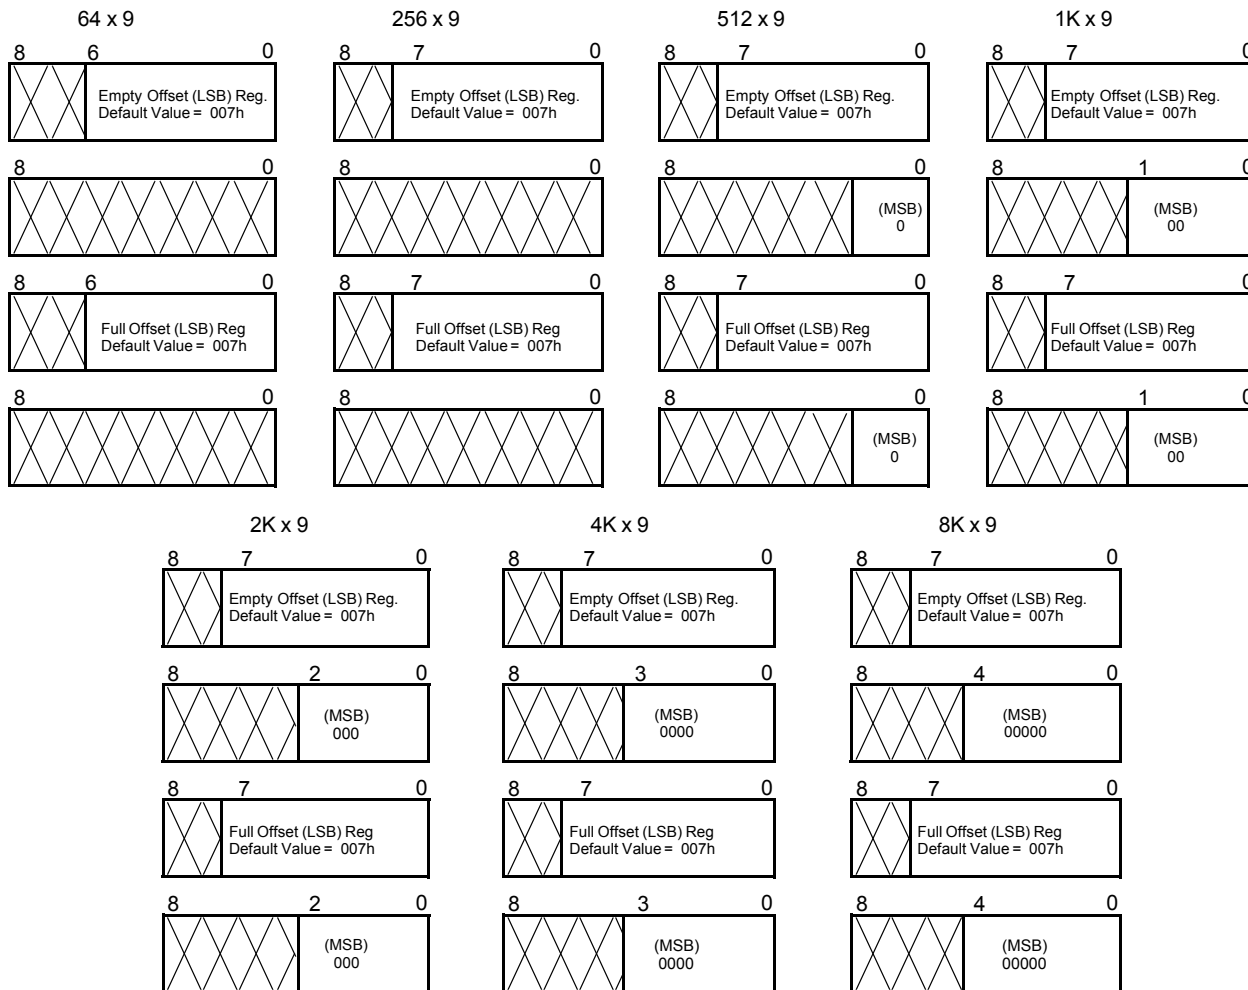 64 x 9 256 x 9 512 x 9 1K x 9
8 6 0 8 7 0 8 7 0 8 7 0
Empty Offset (LSB) Reg. Empty Offset (LSB) Reg. Empty Offset (LSB) Reg. Empty Offset (LSB) Reg.
Default Value = 007h Default Value = 007h Default Value = 007h Default Value = 007h
8 0 8 0 8 0 8 1 0
(MSB) (MSB)
0 00
8 6 0 8 7 0 8 7 0 8 7 0
Full Offset (LSB) Reg Full Offset (LSB) Reg Full Offset (LSB) Reg Full Offset (LSB) Reg
Default Value = 007h Default Value = 007h Default Value = 007h Default Value = 007h
8 0 8 0 8 0 8 1 0
(MSB) (MSB)
0 00
2K x 9 4K x 9 8K x 9
8 7 0 8 7 0 8 7 0
Empty Offset (LSB) Reg. Empty Offset (LSB) Reg. Empty Offset (LSB) Reg.
Default Value = 007h Default Value = 007h Default Value = 007h
8 2 0 8 3 0 8 4 0
(MSB) (MSB) (MSB)
000 0000 00000
8 7 0 8 7 0 8 7 0
Full Offset (LSB) Reg Full Offset (LSB) Reg Full Offset (LSB) Reg
Default Value = 007h Default Value = 007h Default Value = 007h
8 2 0 8 3 0 8 4 0
(MSB) (MSB) (MSB)
000 0000 00000